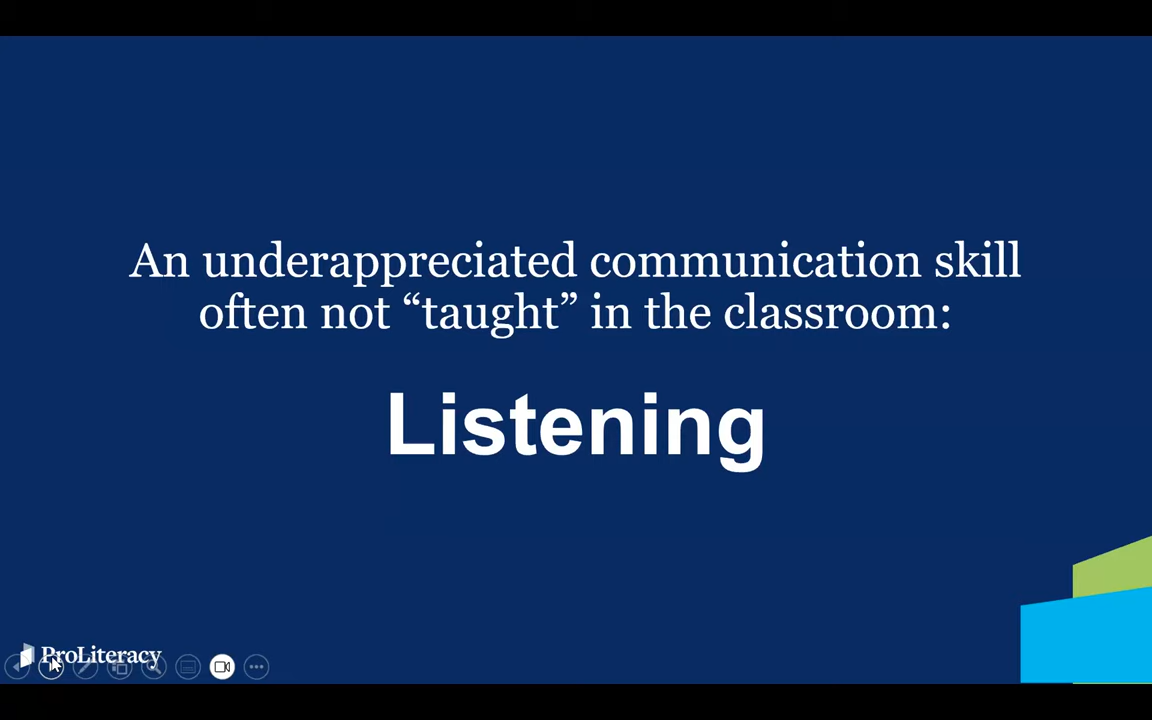 An underappreciated communication skill
often not “taught” in the classroom:
Listening
ProLiteracy